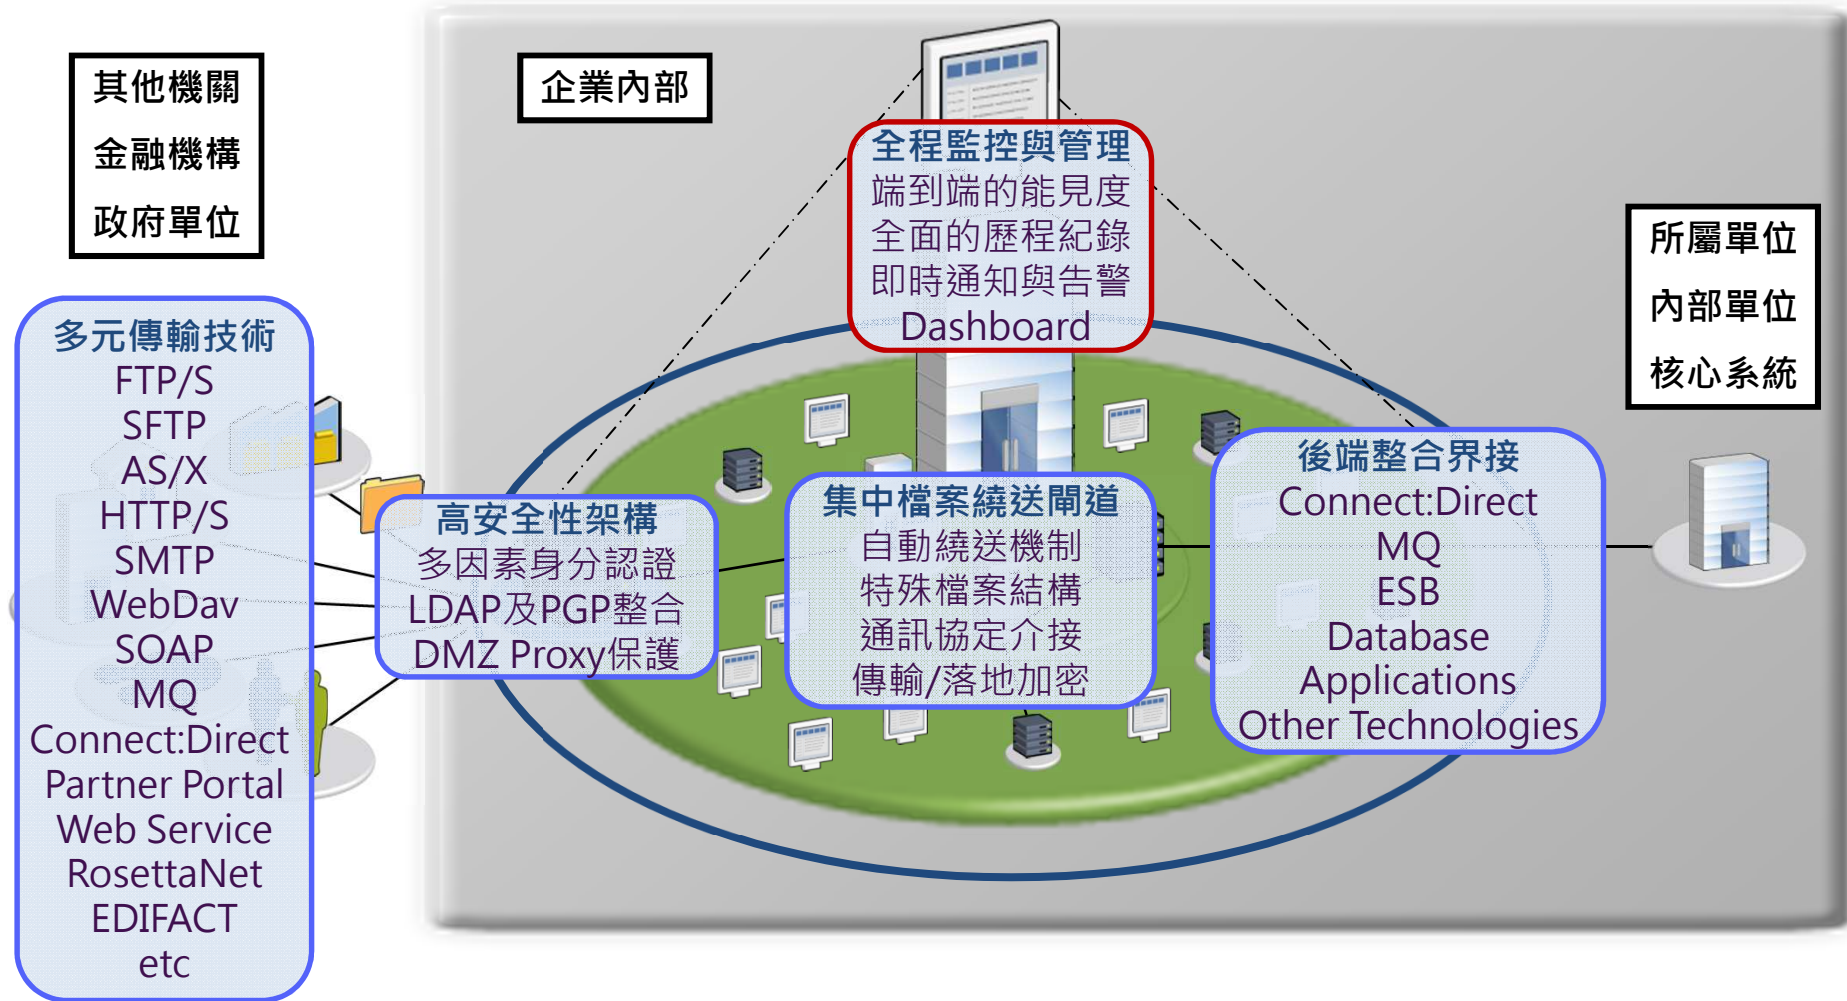 其他機關
金融機構
政府單位
企業內部
全程監控與管理
端到端的能見度
全面的歷程紀錄
即時通知與告警
Dashboard
所屬單位
內部單位
核心系統
多元傳輸技術
FTP/S
SFTP
AS/X
HTTP/S
SMTP
WebDav
SOAP
MQ
Connect:Direct
Partner Portal
Web Service
RosettaNet
EDIFACT
etc
高安全性架構
多因素身分認證
LDAP及PGP整合
DMZ Proxy保護
集中檔案繞送閘道
自動繞送機制
特殊檔案結構
通訊協定介接
傳輸/落地加密
後端整合界接
Connect:Direct
MQ
ESB
Database
Applications
Other Technologies